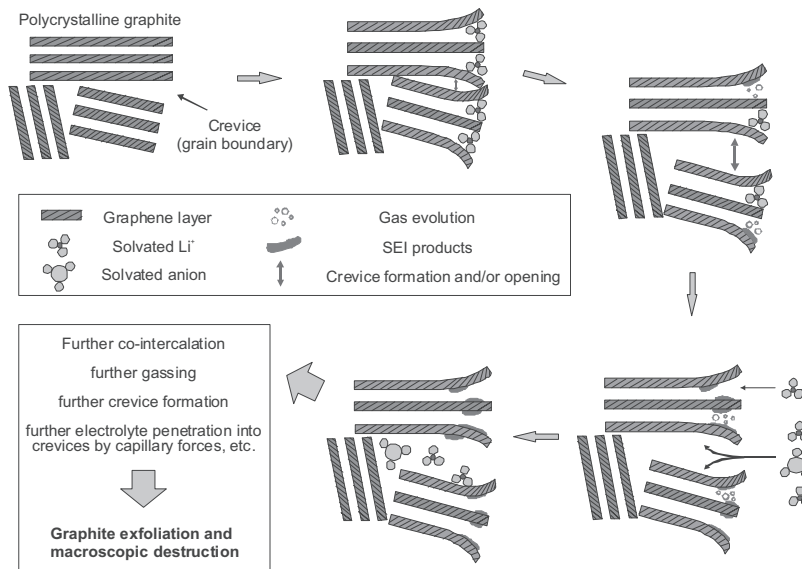 Polycrystalline graphite
Crevice
(grain boundary)
Graphene layer
Gas evolution
Solvated Li+
SEI products
Solvated anion
Crevice formation and/or opening
Further co-intercalation
further gassing
further crevice formation
further electrolyte penetration into
crevices by capillary forces, etc.
Graphite exfoliation and
macroscopic destruction